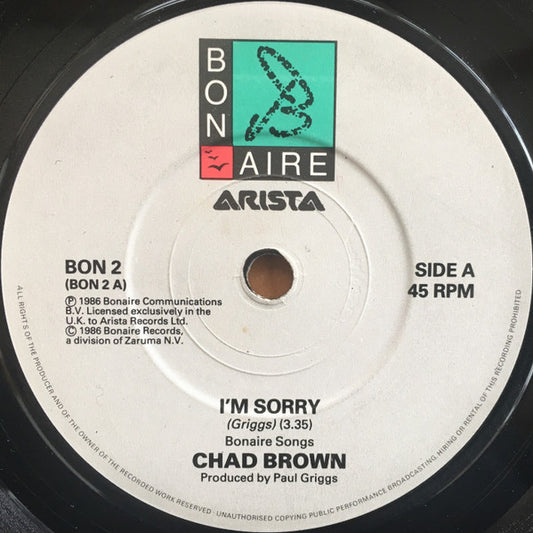 BON
AIRE
ARISTA
BON 2
(BON 2 A)
Ⓟ 1986 Bonaire Communications
B.V. Licensed exclusively in the
U.K. to Arista Records Ltd.
© 1986 Bonaire Records,
a division of Zaruma N.V.
SIDE A
45 RPM
I'M SORRY
(Griggs) (3.35)
Bonaire Songs
CHAD BROWN
Produced by Paul Griggs
ALL RIGHTS OF THE PRODUCER AND OF THE OWNER OF THE RECORDED WORK RESERVED · UNAUTHORISED COPYING PUBLIC PERFORMANCE BROADCASTING, HIRING OR RENTAL OF THIS RECORDING PROHIBITED